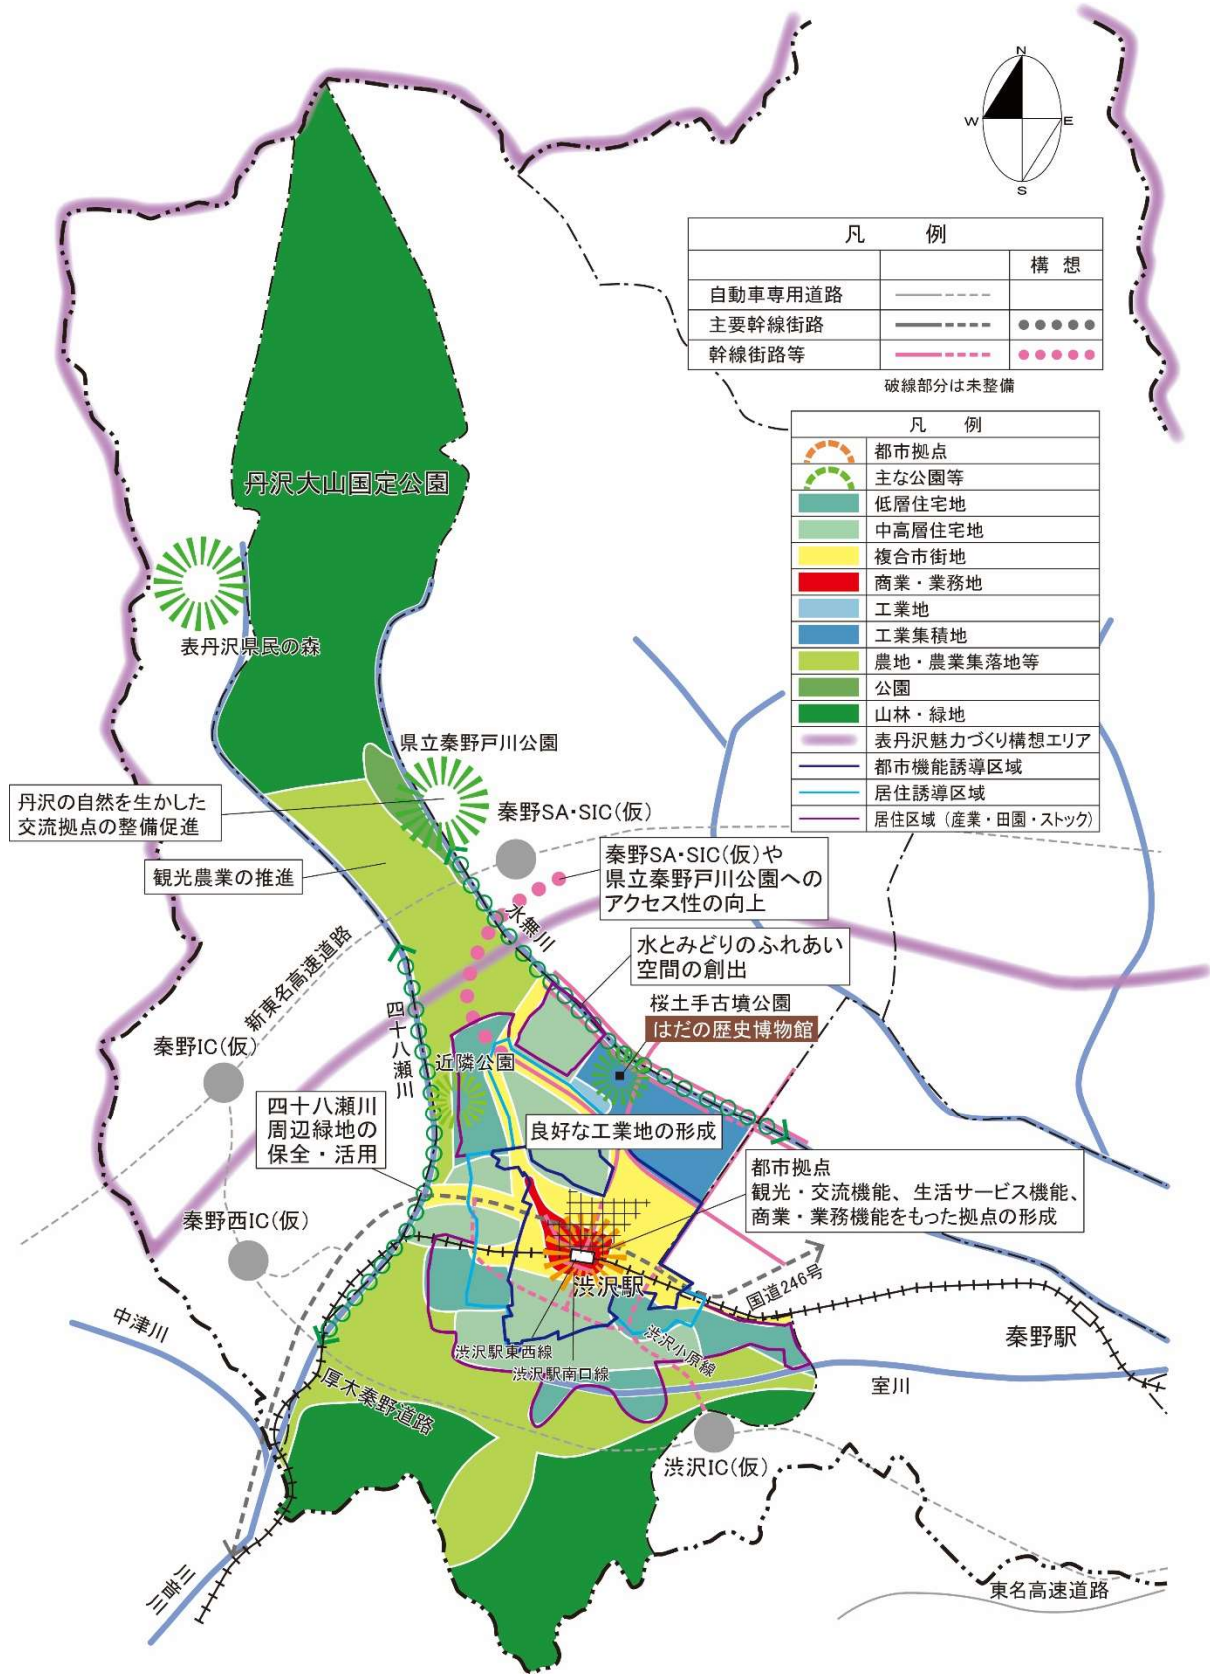 N
W
E
S
凡 例
構 想
自動車専用道路
主要幹線街路
幹線街路等
破線部分は未整備
凡 例
都市拠点
主な公園等
低層住宅地
中高層住宅地
複合市街地
商業・業務地
工業地
工業集積地
農地・農業集落地等
公園
山林・緑地
表丹沢魅力づくり構想エリア
都市機能誘導区域
居住誘導区域
居住区域（産業・田園・ストック）
丹沢大山国定公園
表丹沢県民の森
県立秦野戸川公園
丹沢の自然を生かした
交流拠点の整備促進
秦野SA・SIC(仮)
観光農業の推進
秦野SA・SIC(仮)や
県立秦野戸川公園への
アクセス性の向上
水無川
水とみどりのふれあい
空間の創出
新東名高速道路
桜土手古墳公園
はだの歴史博物館
秦野IC(仮)
四十八瀬川
近隣公園
四十八瀬川
周辺緑地の
保全・活用
良好な工業地の形成
都市拠点
観光・交流機能、生活サービス機能、
商業・業務機能をもった拠点の形成
秦野西IC(仮)
渋沢駅
国道246号
中津川
渋沢駅東西線
渋沢小原線
秦野駅
渋沢駅南口線
室川
厚木秦野道路
渋沢IC(仮)
川音川
東名高速道路